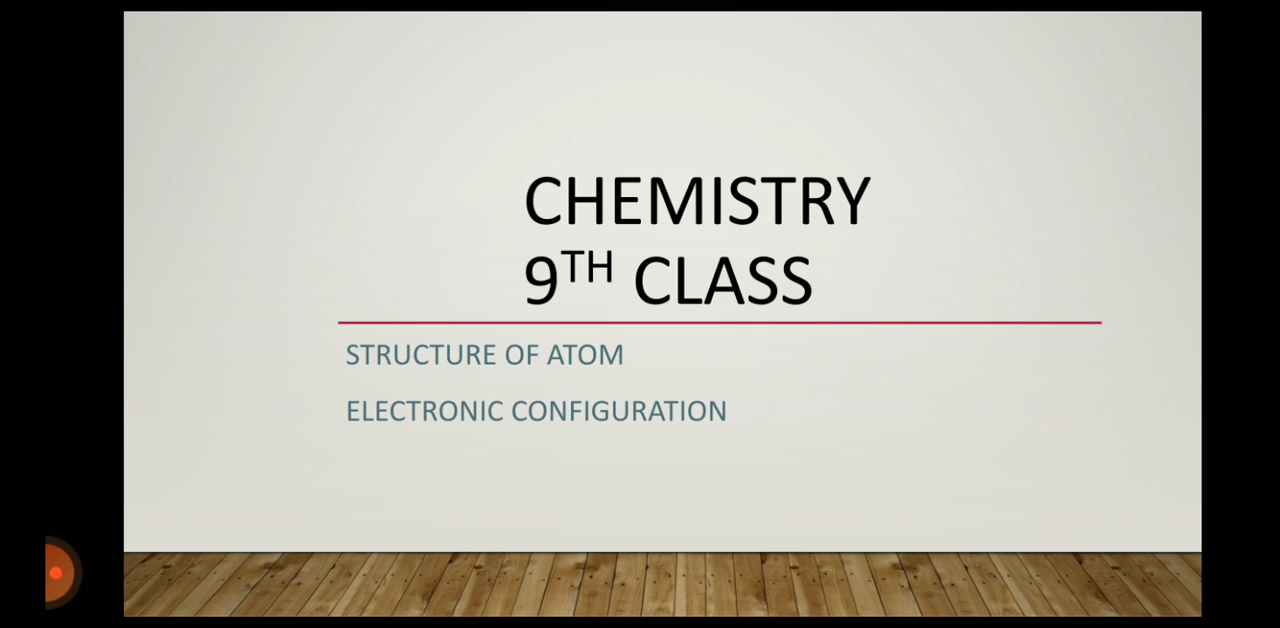 CHEMISTRY
9TH CLASS
STRUCTURE OF ATOM
ELECTRONIC CONFIGURATION